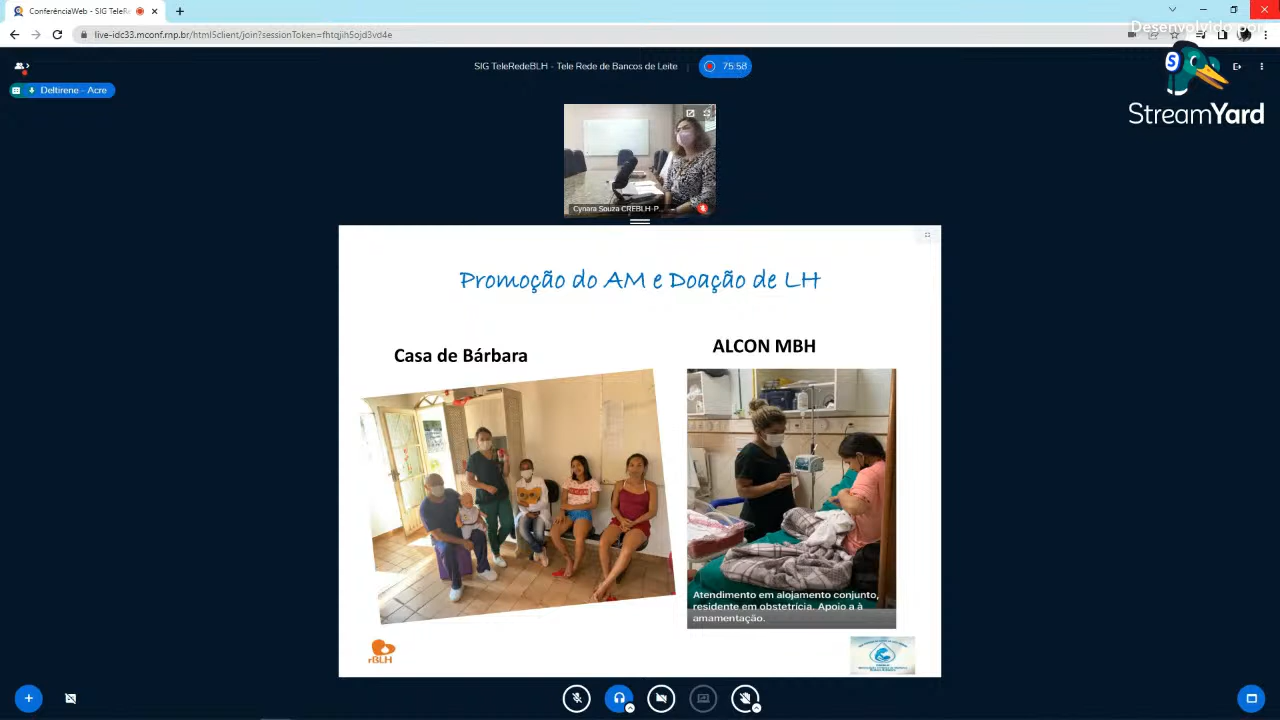 ConferênciaWeb - SIG TeleR
live-idc33.mconf.rnp.br/html5client/join?sessionToken=fhtqjih5ojd3vd4e
Desenvolvido por
StreamYard
SIG TeleRedeBLH - Tele Rede de Bancos de Leite
75:58
Deltirene - Acre
Cynara Souza CREBLH-P...
Promoção do AM e Doação de LH
Casa de Bárbara
ALCON MBH
Atendimento em alojamento conjunto,
residente em obstetrícia. Apoio a à
amamentação.
rBLH